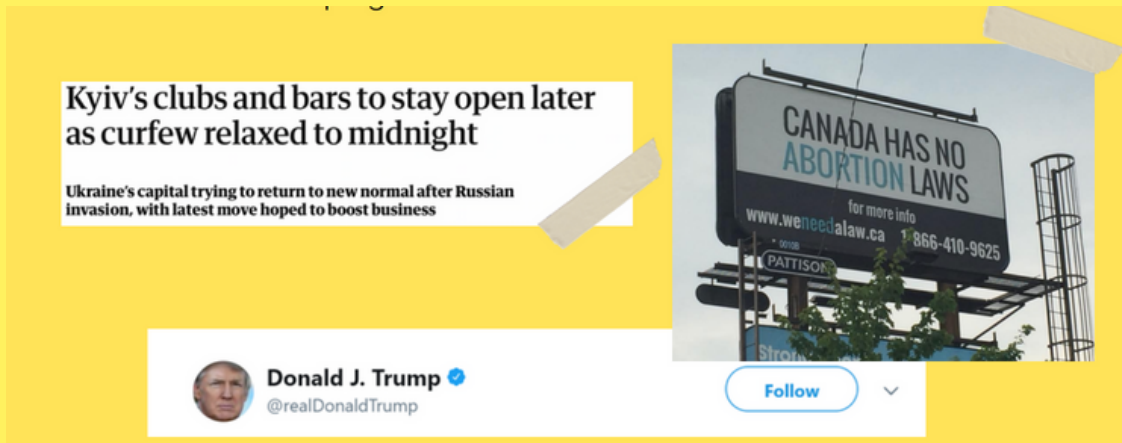 Kyiv's clubs and bars to stay open later
as curfew relaxed to midnight
Ukraine's capital trying to return to new normal after Russian
invasion, with latest move hoped to boost business
CANADA HAS NO
ABORTION LAWS
for more info
www.weneedalaw.ca 1-866-410-9625
PATTISON
Donald J. Trump
@realDonaldTrump
Follow